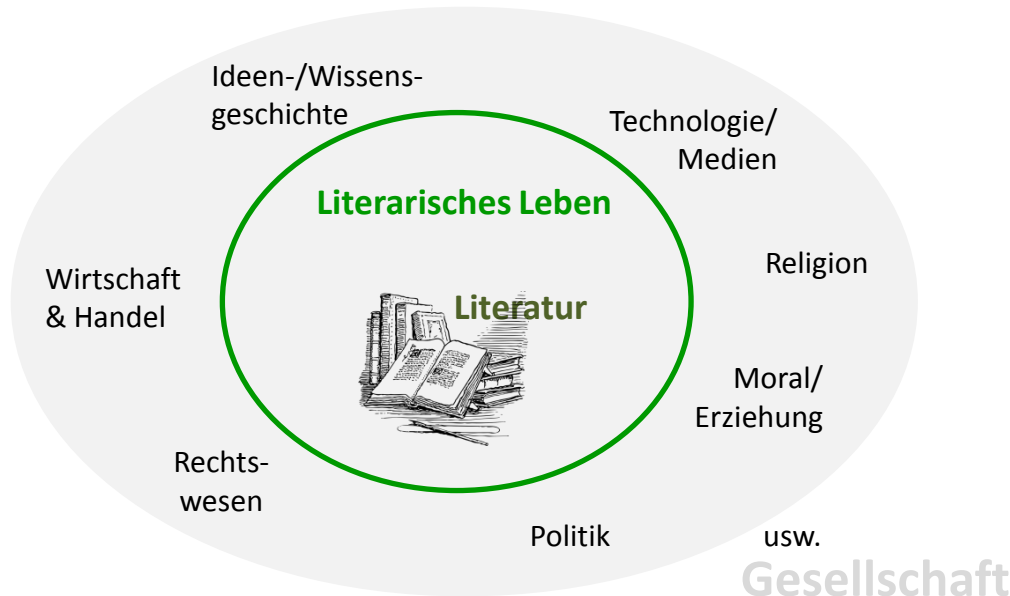 Ideen-/Wissens-
geschichte
Technologie/
Medien
Literarisches Leben
Religion
Wirtschaft
& Handel
Literatur
Moral/
Erziehung
Rechts-
wesen
Politik
usw.
Gesellschaft